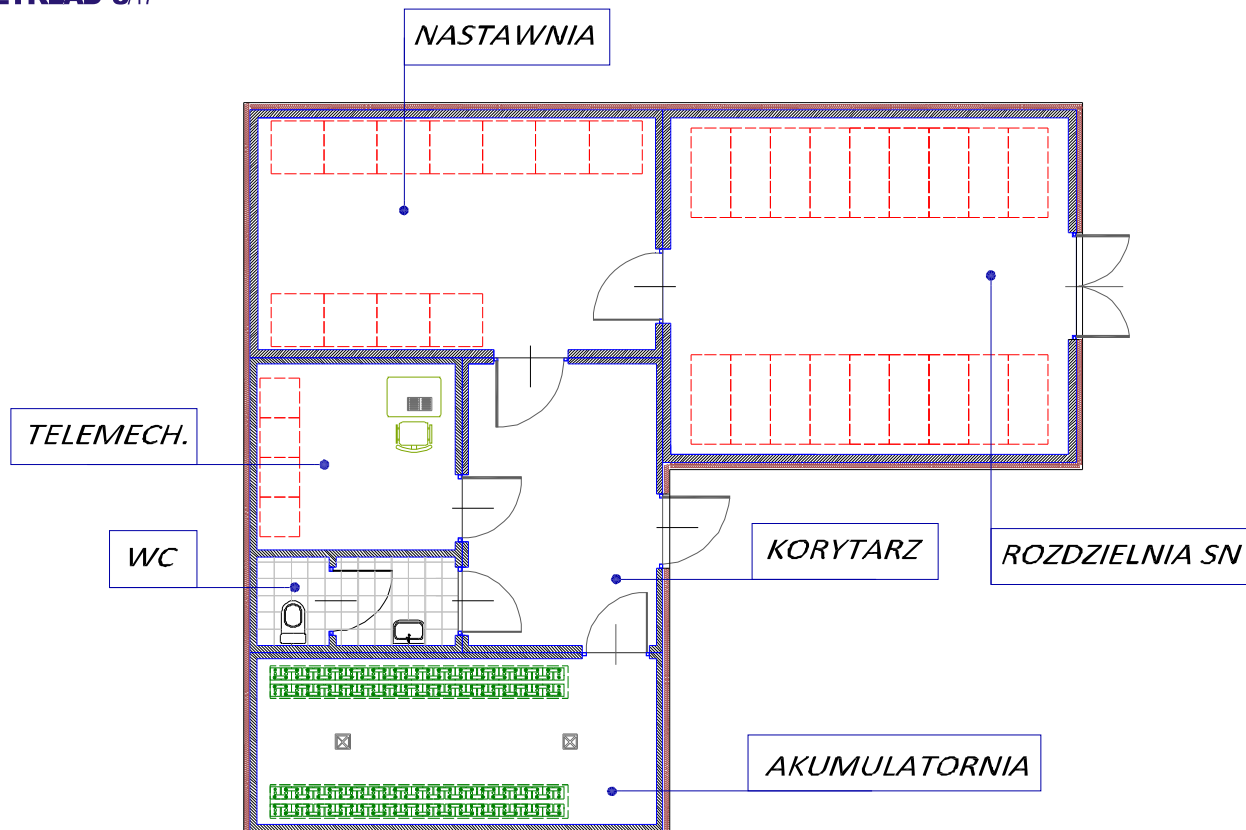 NASTAWNIA
TELEMECH.
WC
KORYTARZ
ROZDZIELNIA SN
AKUMULATORNIA